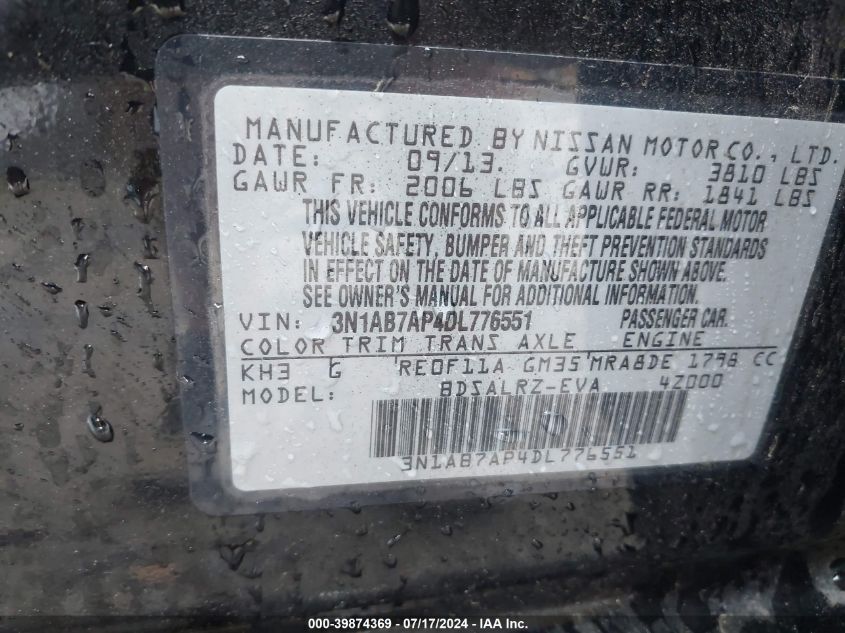 MANUFACTURED BY NISSAN MOTOR CO., LTD.
DATE: 09/13. GVWR: 3810 LBS
GAWR FR: 2006 LBS GAWR RR: 1841 LBS
THIS VEHICLE CONFORMS TO ALL APPLICABLE FEDERAL MOTOR
VEHICLE SAFETY, BUMPER AND THEFT PREVENTION STANDARDS
IN EFFECT ON THE DATE OF MANUFACTURE SHOWN ABOVE.
SEE OWNER'S MANUAL FOR ADDITIONAL INFORMATION.
VIN: 3N1AB7AP4DL776551 PASSENGER CAR.
COLOR TRIM TRANS AXLE ENGINE
KH3 G RE0F11A GM35 MRA8DE 1798 CC
MODEL: BDSALRZ-EVA 4Z000
3N1AB7AP4DL776551
000-39874369 - 07/17/2024 - IAA Inc.